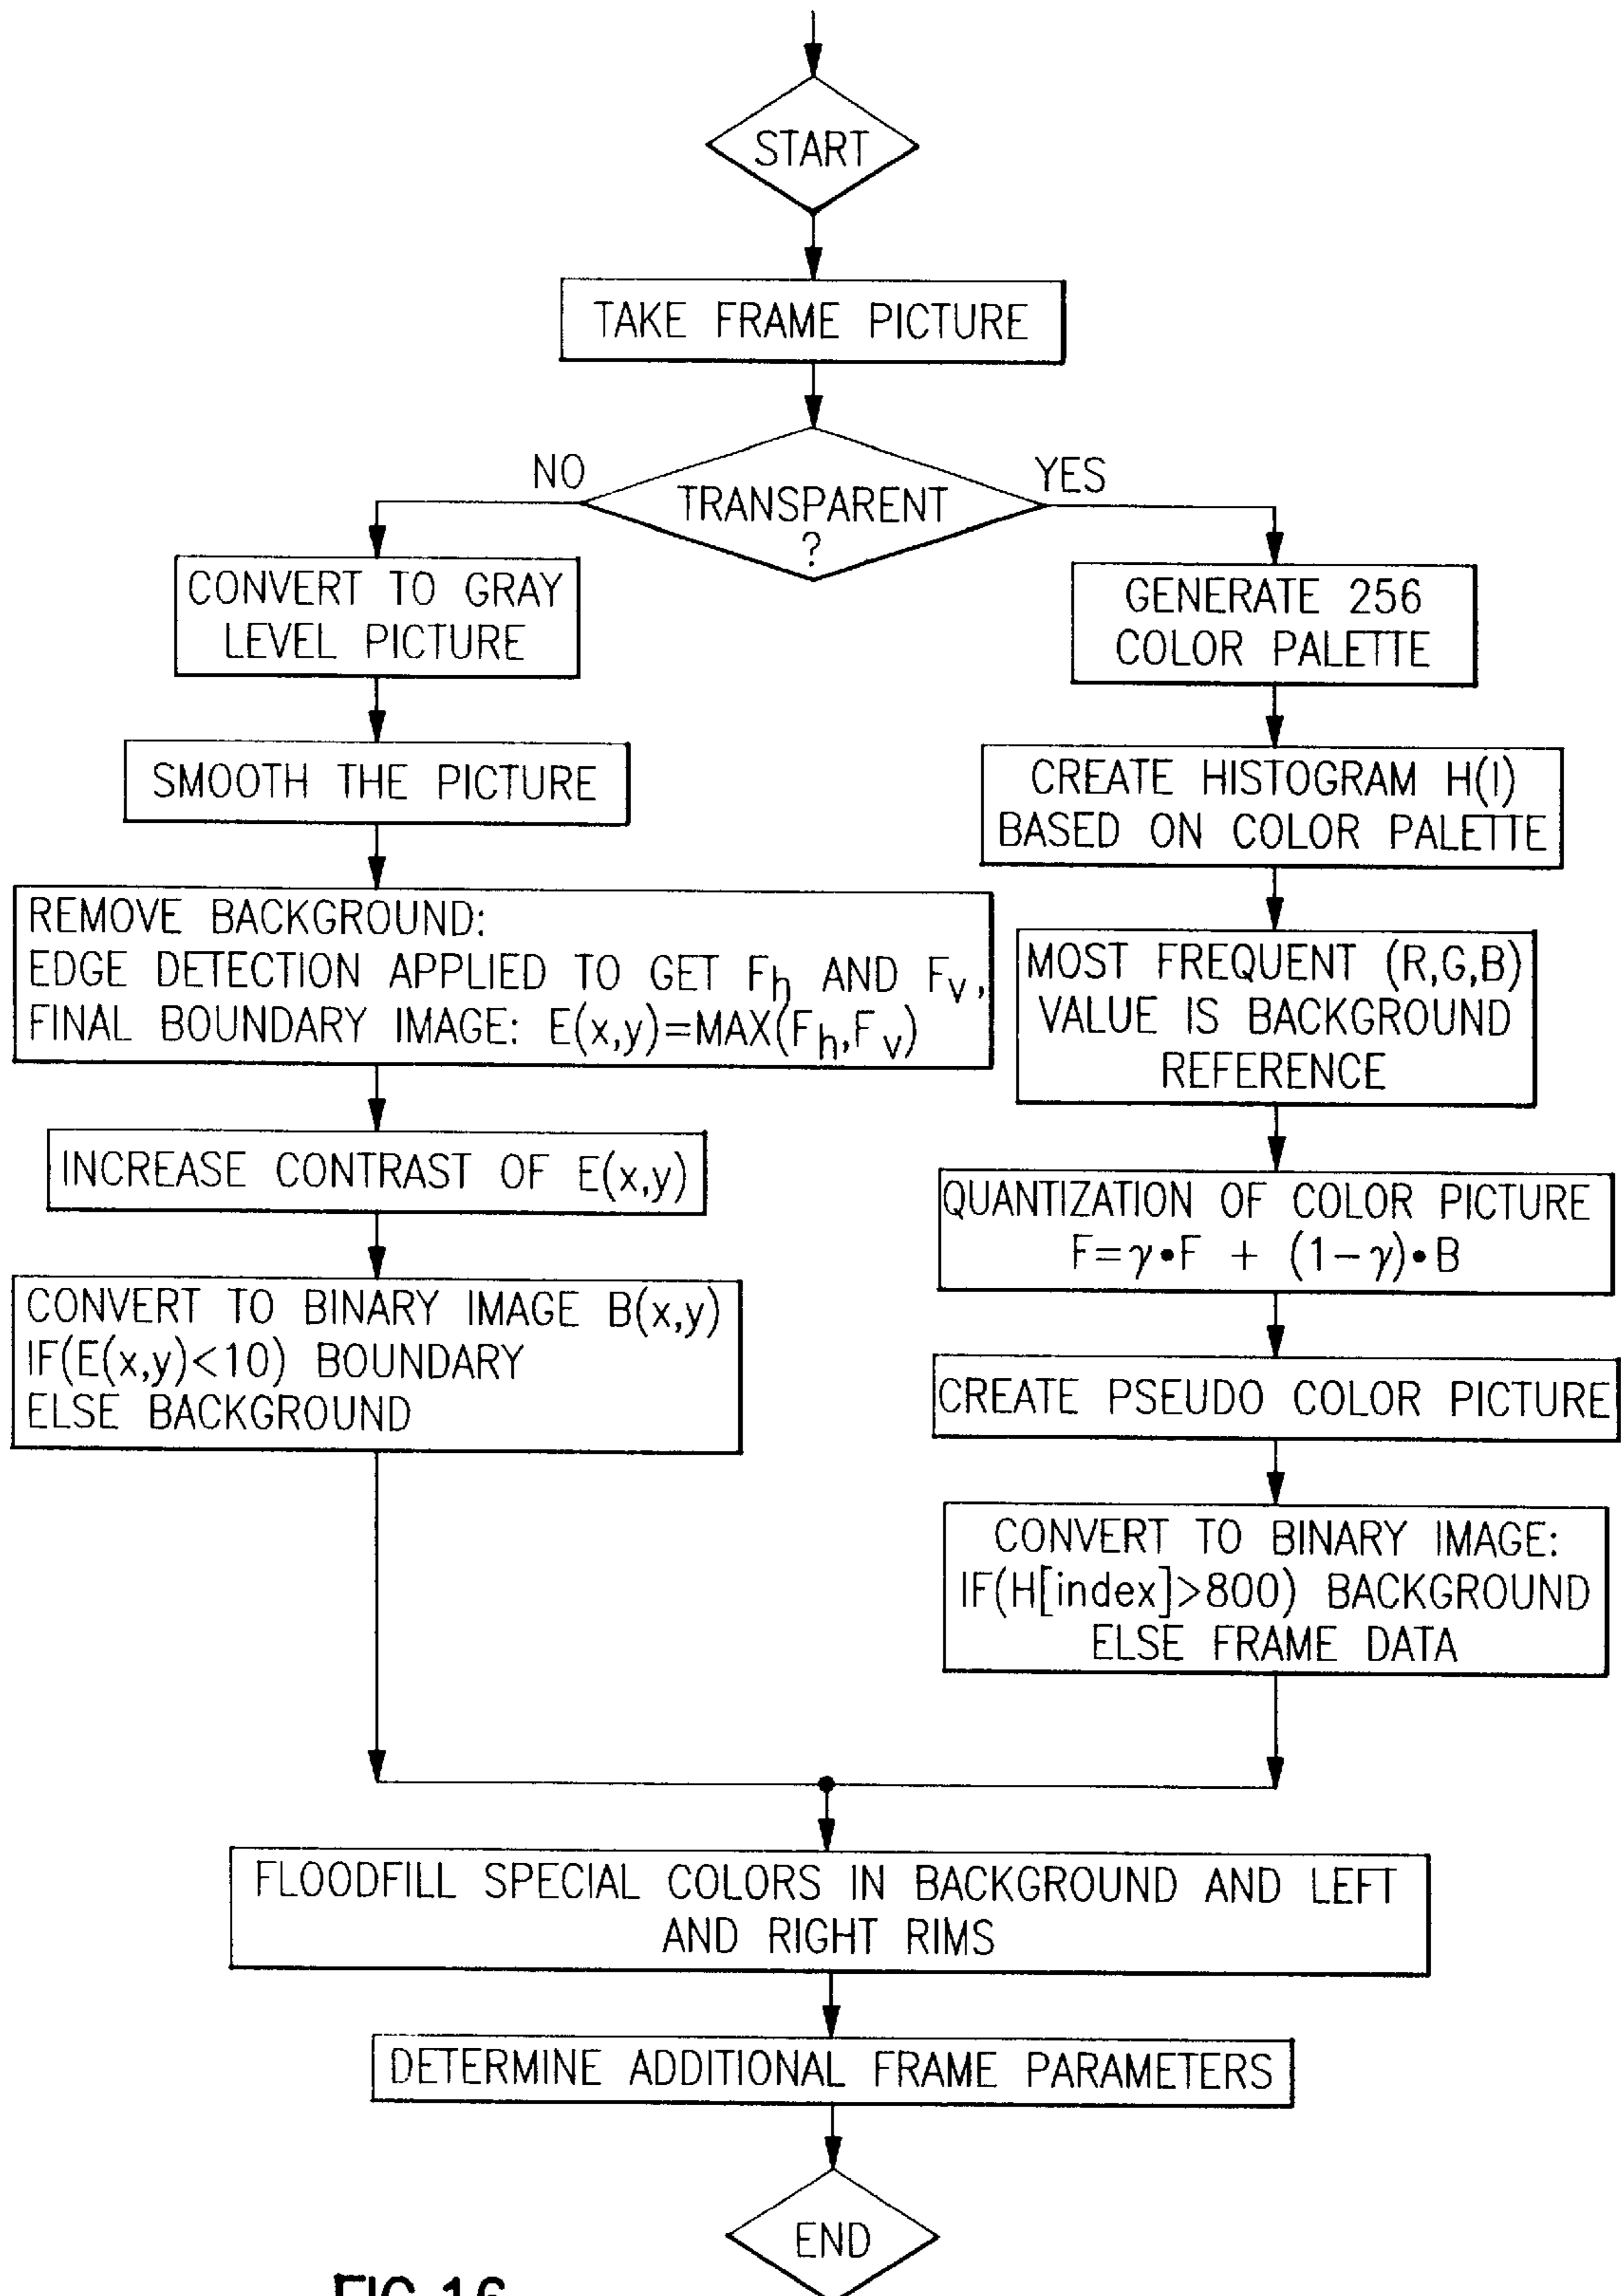 START
TAKE FRAME PICTURE
TRANSPARENT
?
NO
YES
CONVERT TO GRAY
LEVEL PICTURE
SMOOTH THE PICTURE
REMOVE BACKGROUND:
EDGE DETECTION APPLIED TO GET Fh AND Fv,
FINAL BOUNDARY IMAGE: E(x,y)=MAX(Fh,Fv)
INCREASE CONTRAST OF E(x,y)
CONVERT TO BINARY IMAGE B(x,y)
IF(E(x,y)<10) BOUNDARY
ELSE BACKGROUND
GENERATE 256
COLOR PALETTE
CREATE HISTOGRAM H(I)
BASED ON COLOR PALETTE
MOST FREQUENT (R,G,B)
VALUE IS BACKGROUND
REFERENCE
QUANTIZATION OF COLOR PICTURE
F=γ•F + (1-γ)•B
CREATE PSEUDO COLOR PICTURE
CONVERT TO BINARY IMAGE:
IF(H[index]>800) BACKGROUND
ELSE FRAME DATA
FLOODFILL SPECIAL COLORS IN BACKGROUND AND LEFT
AND RIGHT RIMS
DETERMINE ADDITIONAL FRAME PARAMETERS
END
FIG.16